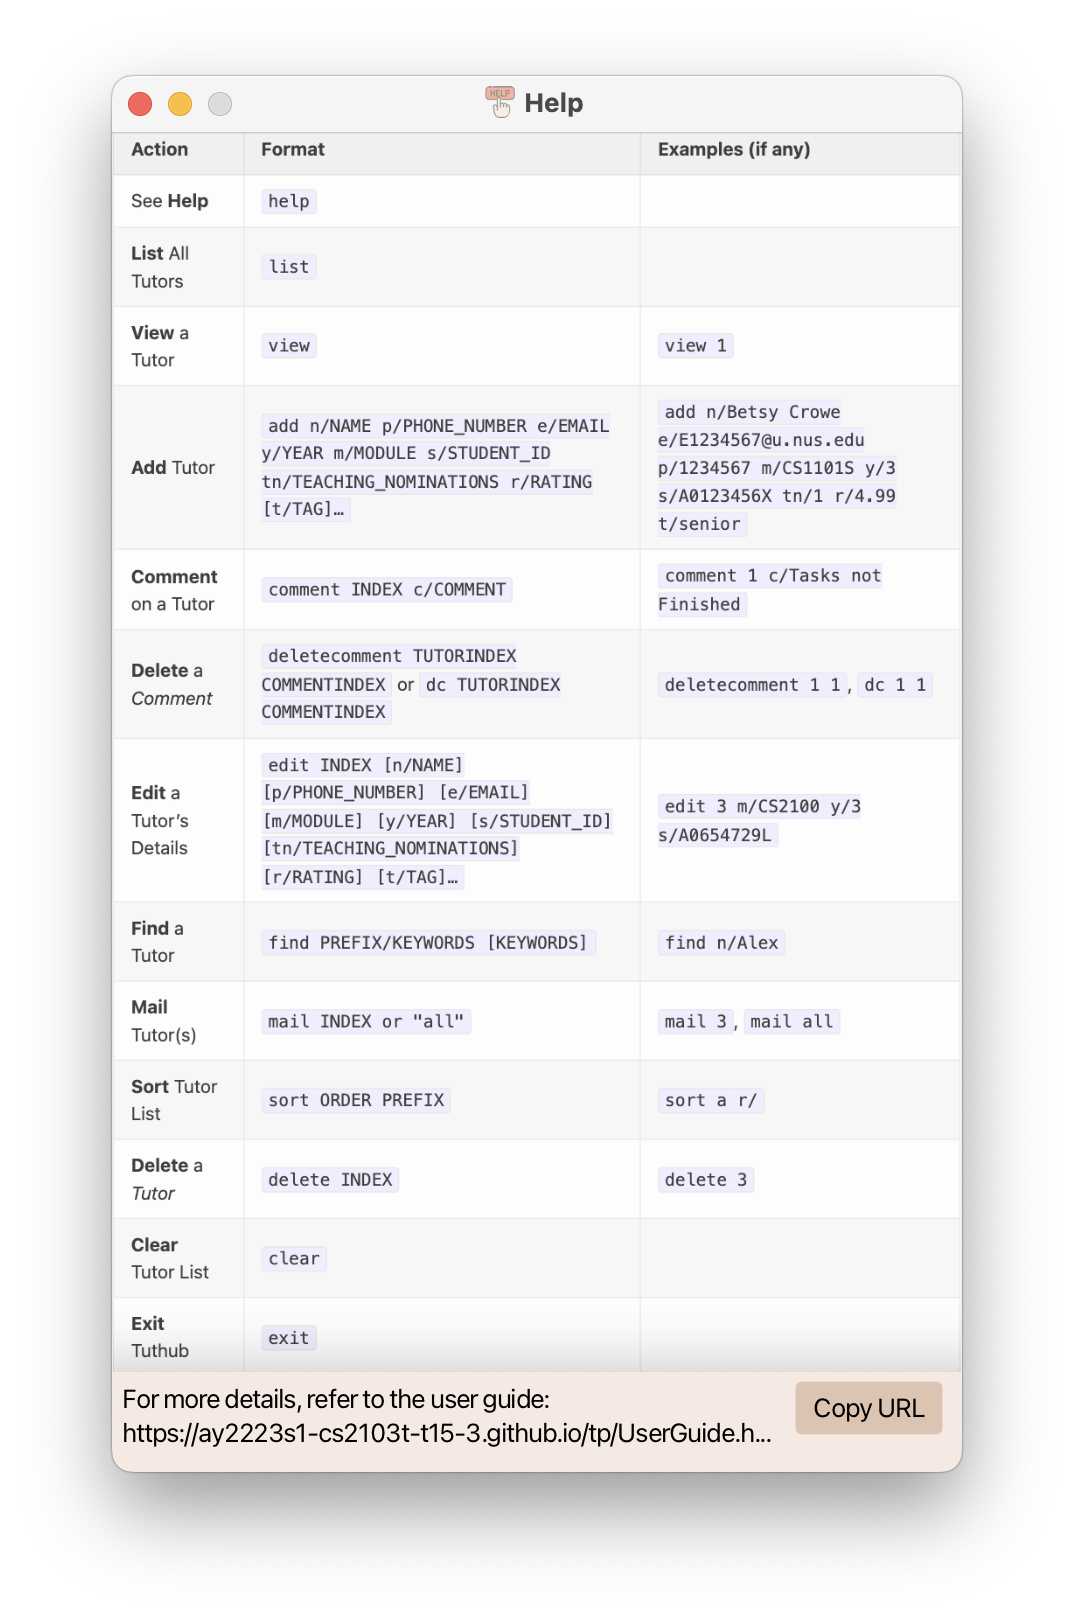 HELP
Help
Action Format Examples (if any)
See Help help
List All
Tutors
list
View a
Tutor
view
view 1
Add Tutor
add n/NAME p/PHONE_NUMBER e/EMAIL
y/YEAR m/MODULE s/STUDENT_ID
tn/TEACHING_NOMINATIONS r/RATING
[t/TAG]…
add n/Betsy Crowe
e/E1234567@u.nus.edu
p/1234567 m/CS1101S y/3
s/A0123456X tn/1 r/4.99
t/senior
Comment
on a Tutor
comment INDEX c/COMMENT
comment 1 c/Tasks not
Finished
Delete a
Comment
deletecomment TUTORINDEX
COMMENTINDEX or dc TUTORINDEX
COMMENTINDEX
deletecomment 1 1, dc 1 1
Edit a
Tutor’s
Details
edit INDEX [n/NAME]
[p/PHONE_NUMBER] [e/EMAIL]
[m/MODULE] [y/YEAR] [s/STUDENT_ID]
[tn/TEACHING_NOMINATIONS]
[r/RATING] [t/TAG]…
edit 3 m/CS2100 y/3
s/A0654729L
Find a
Tutor
find PREFIX/KEYWORDS [KEYWORDS]
find n/Alex
Mail
Tutor(s)
mail INDEX or "all"
mail 3, mail all
Sort Tutor
List
sort ORDER PREFIX
sort a r/
Delete a
Tutor
delete INDEX
delete 3
Clear
Tutor List
clear
Exit
Tuthub
exit
For more details, refer to the user guide:
https://ay2223s1-cs2103t-t15-3.github.io/tp/UserGuide.h...
Copy URL